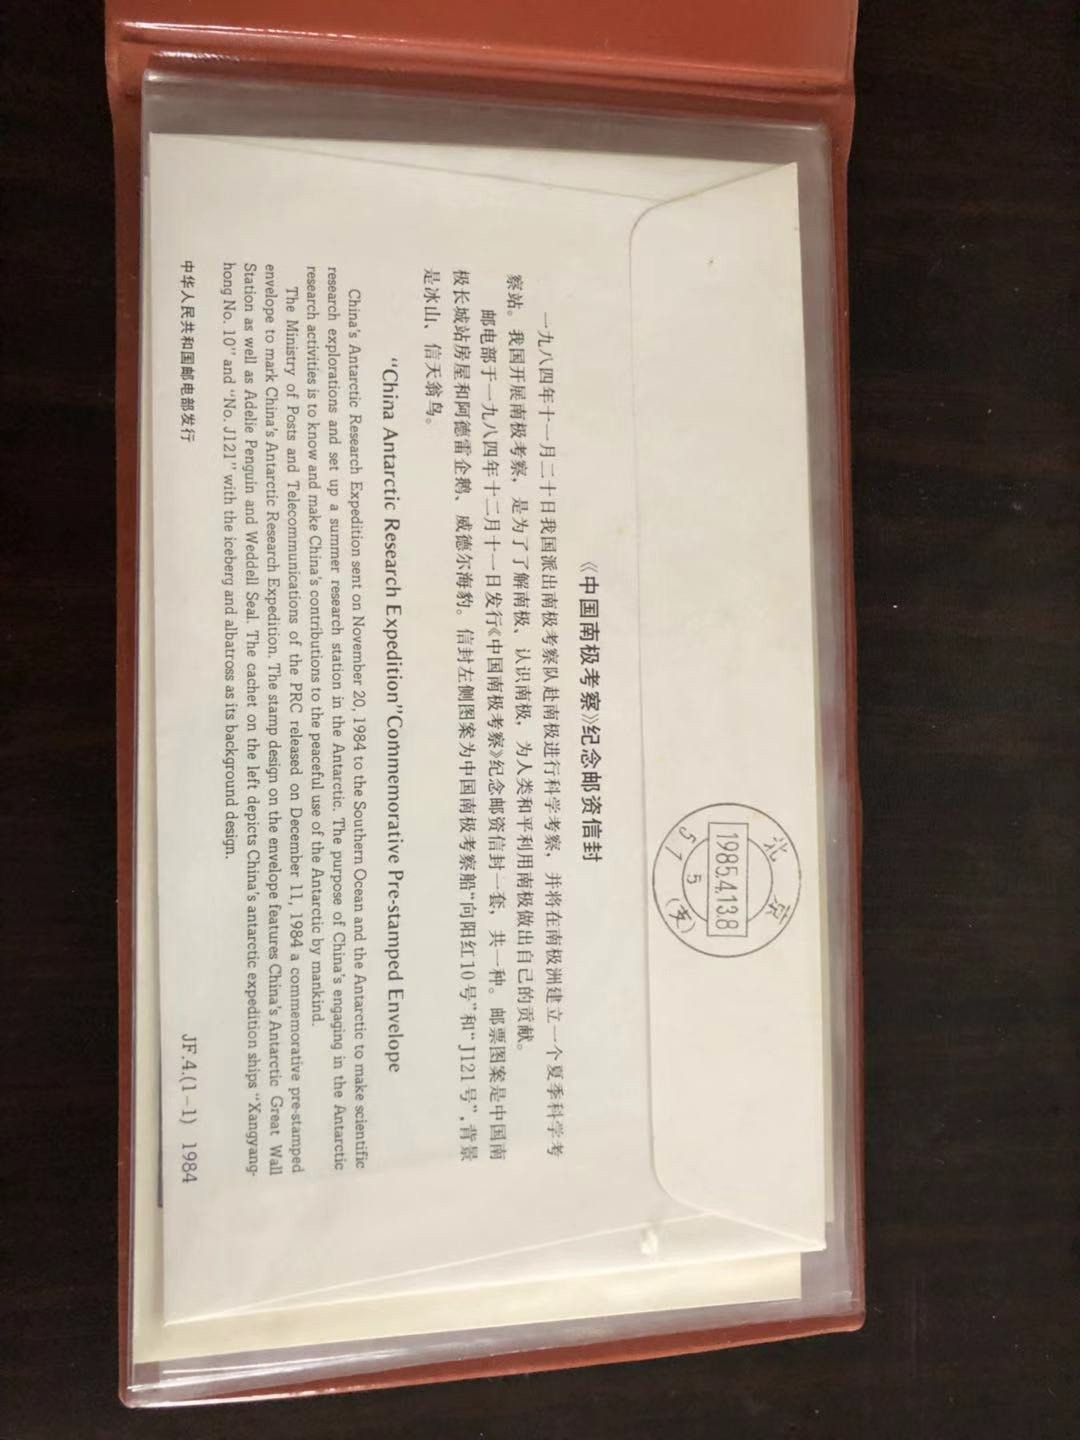 北京
1985.4.13.8
5
51(支)
《中国南极考察》纪念邮资信封
一九八四年十一月二十日我国派出南极考察队赴南极进行科学考察，并将在南极洲建立一个夏季科学考
察站。我国开展南极考察，是为了了解南极、认识南极，为人类和平利用南极做出自己的贡献。
邮电部于一九八四年十二月十一日发行《中国南极考察》纪念邮资信封一套，共一种。邮票图案是中国南
极长城站房屋和阿德雷企鹅、威德尔海豹。信封左侧图案为中国南极考察船“向阳红10号”和“J121号”，背景
是冰山、信天翁鸟。
“China Antarctic Research Expedition”Commemorative Pre-stamped Envelope
China's Antarctic Research Expedition sent on November 20, 1984 to the Southern Ocean and the Antarctic to make scientific
research explorations and set up a summer research station in the Antarctic. The purpose of China's engaging in the Antarctic
research activities is to know and make China's contributions to the peaceful use of the Antarctic by mankind.
The Ministry of Posts and Telecommunications of the PRC released on December 11, 1984 a commemorative pre-stamped
envelope to mark China's Antarctic Research Expedition. The stamp design on the envelope features China's Antarctic Great Wall
Station as well as Adelie Penguin and Weddell Seal. The cachet on the left depicts China's antarctic expedition ships “Xangyang-
hong No. 10” and “No. J121” with the iceberg and albatross as its background design.
中华人民共和国邮电部发行 JF.4.(1-1) 1984